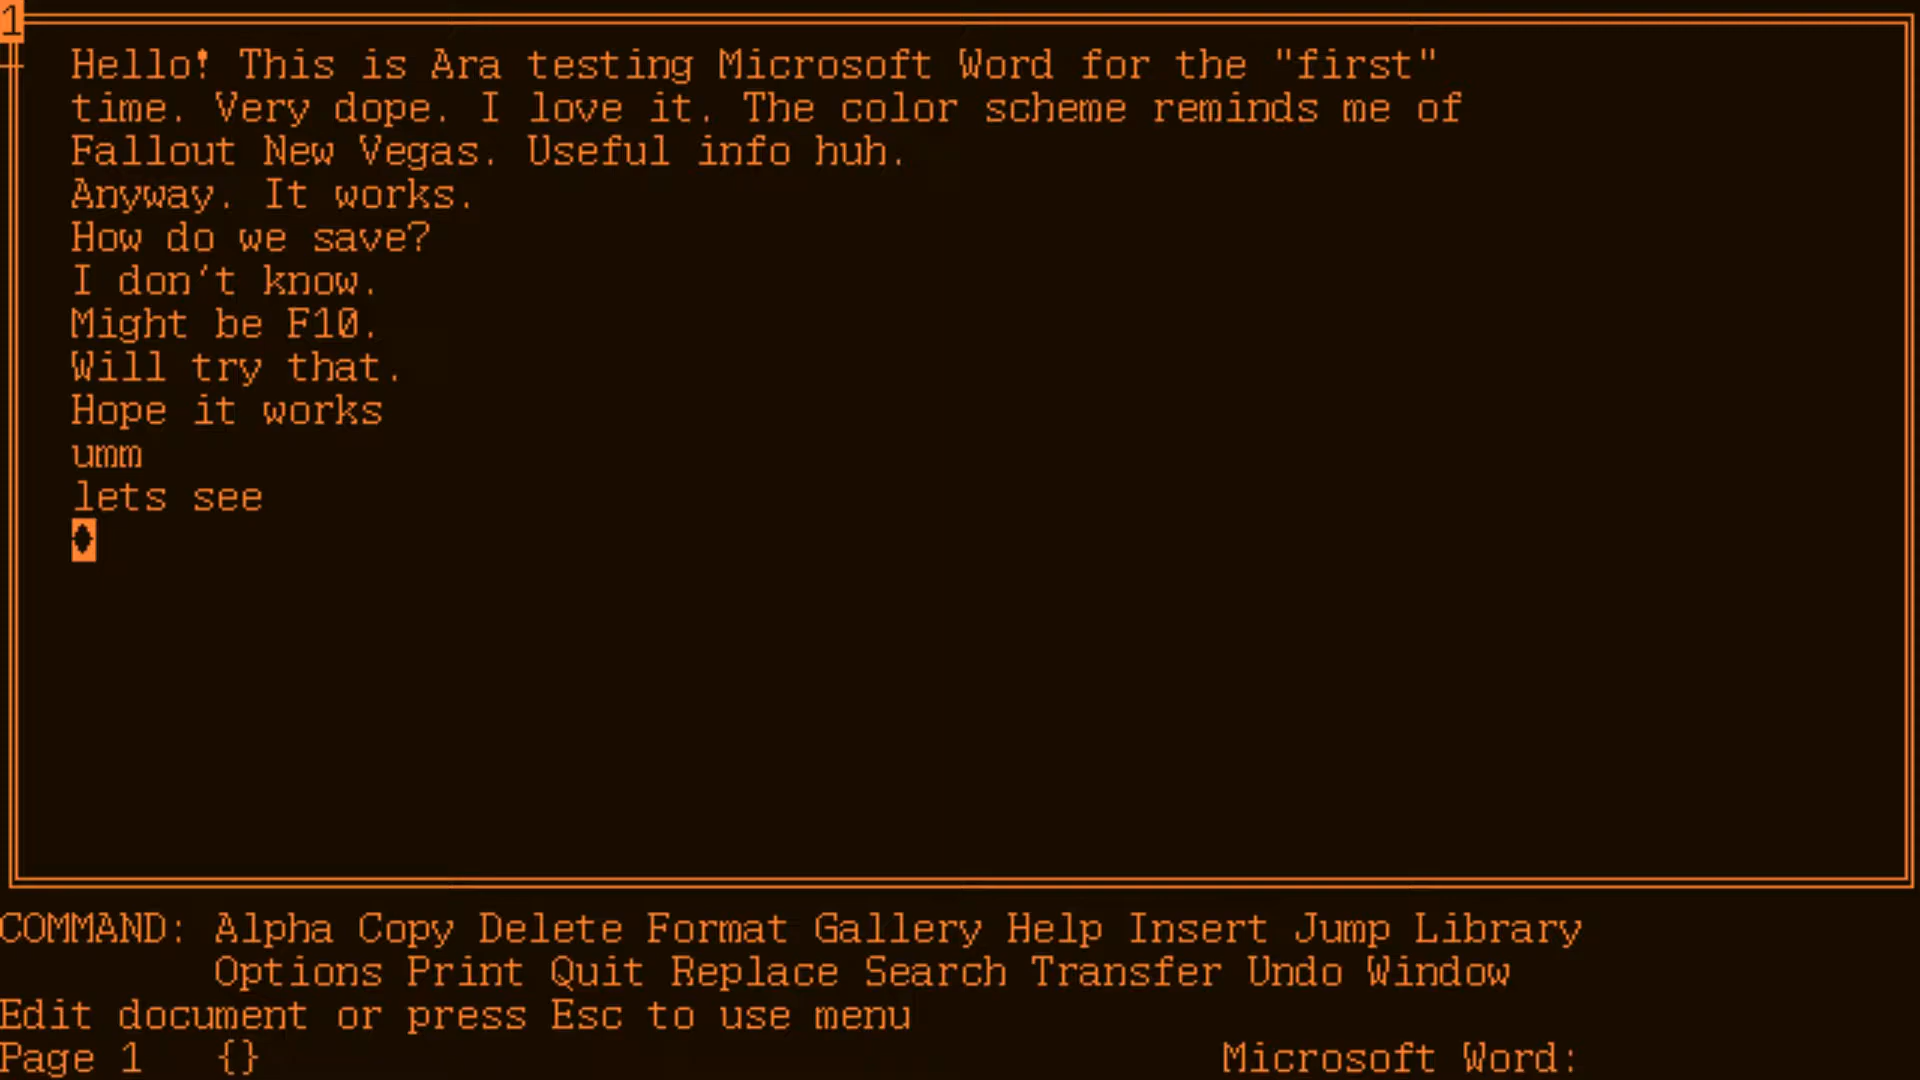 1
Hello! This is Ara testing Microsoft Word for the "first"
time. Very dope. I love it. The color scheme reminds me of
Fallout New Vegas. Useful info huh.
Anyway. It works.
How do we save?
I don't know.
Might be F10.
Will try that.
Hope it works
umm
lets see
COMMAND: Alpha Copy Delete Format Gallery Help Insert Jump Library
Options Print Quit Replace Search Transfer Undo Window
Edit document or press Esc to use menu
Page 1 {} Microsoft Word: